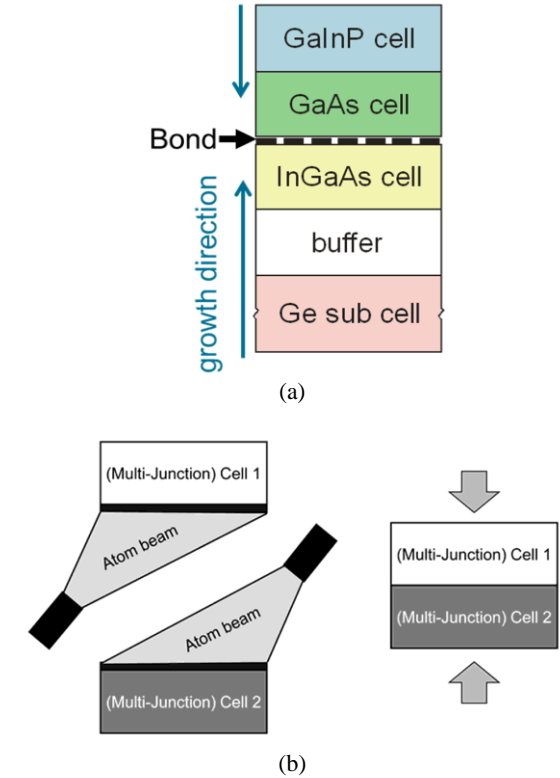 GaInP cell
GaAs cell
Bond
InGaAs cell
buffer
Ge sub cell
growth direction
(a)
(Multi-Junction) Cell 1
Atom beam
Atom beam
(Multi-Junction) Cell 2
(Multi-Junction) Cell 1
(Multi-Junction) Cell 2
(b)